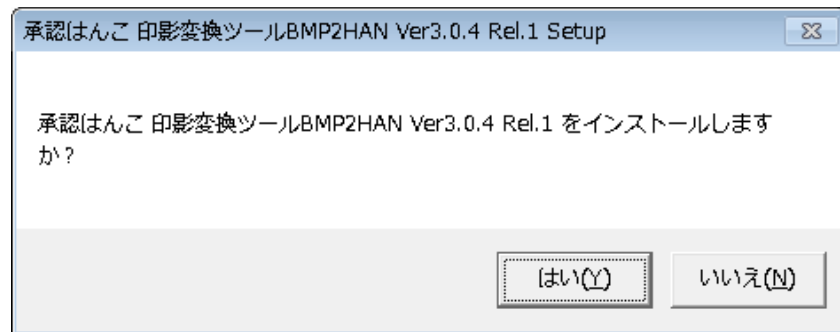 承認はんこ 印影変換ツールBMP2HAN Ver3.0.4 Rel.1 Setup
承認はんこ 印影変換ツールBMP2HAN Ver3.0.4 Rel.1 をインストールします
か?
はい(Y) いいえ(N)